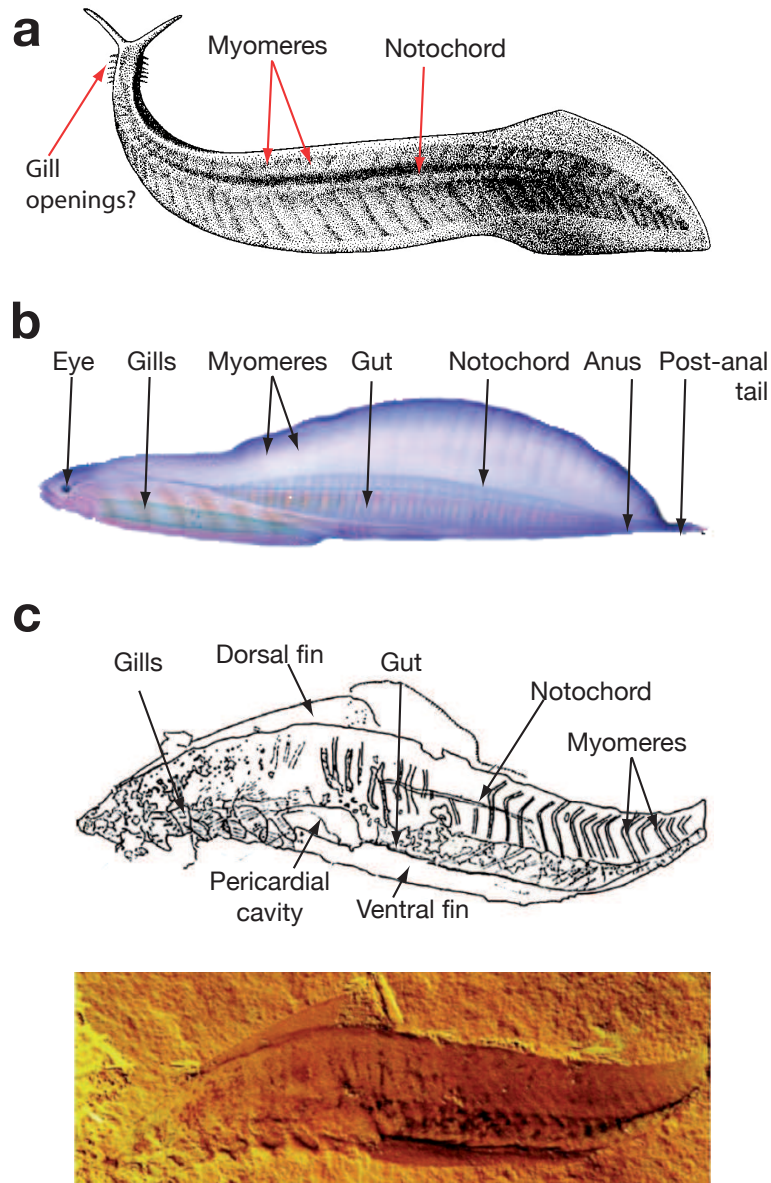 a
Myomeres
Notochord
Gill
openings?
b
Eye
Gills
Myomeres
Gut
Notochord
Anus
Post-anal
tail
c
Gills
Dorsal fin
Gut
Notochord
Myomeres
Pericardial
cavity
Ventral fin